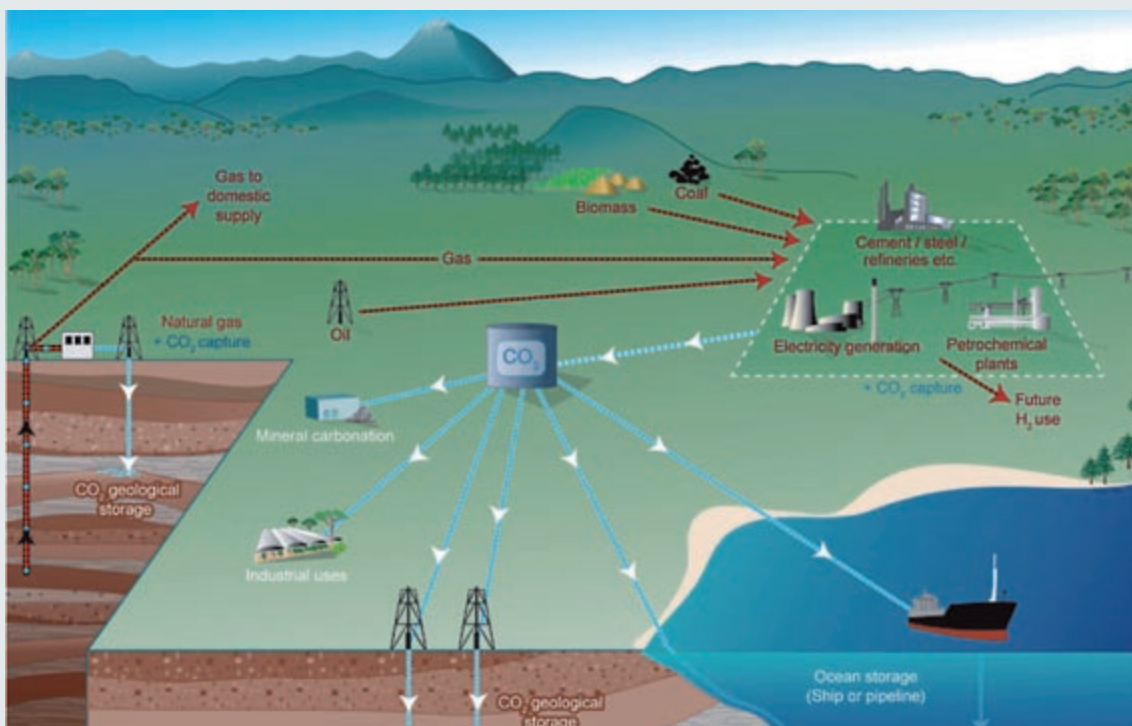 Gas to
domestic
supply
Coal
Biomass
Cement / steel /
refineries etc.
Gas
Natural gas
+ CO₂ capture
Oil
CO₂
Electricity generation
Petrochemical
plants
+ CO₂ capture
Future
H₂ use
Mineral carbonation
CO₂ geological
storage
Industrial uses
Ocean storage
(Ship or pipeline)
CO₂ geological
storage